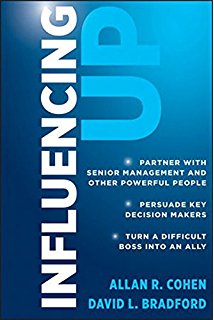 INFLUENCING
UP
PARTNER WITH
SENIOR MANAGEMENT AND
OTHER POWERFUL PEOPLE
PERSUADE KEY
DECISION MAKERS
TURN A DIFFICULT
BOSS INTO AN ALLY
ALLAN R. COHEN
DAVID L. BRADFORD